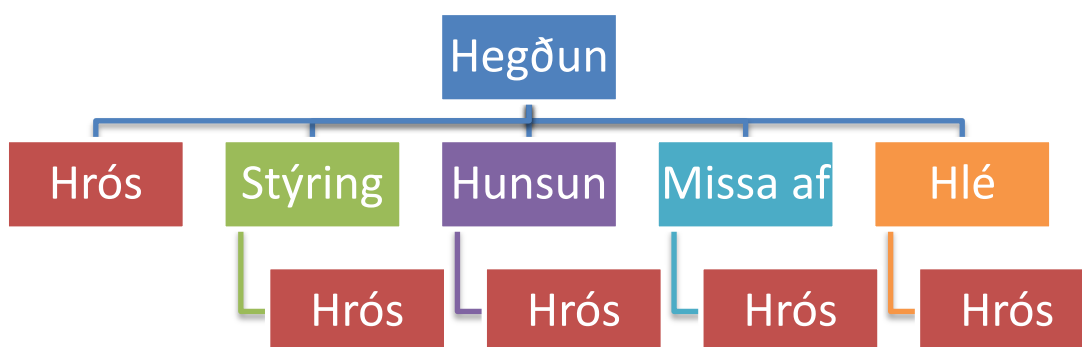 Hegðun
Hrós
Stýring
Hunsun
Missa af
Hlé
Hrós
Hrós
Hrós
Hrós